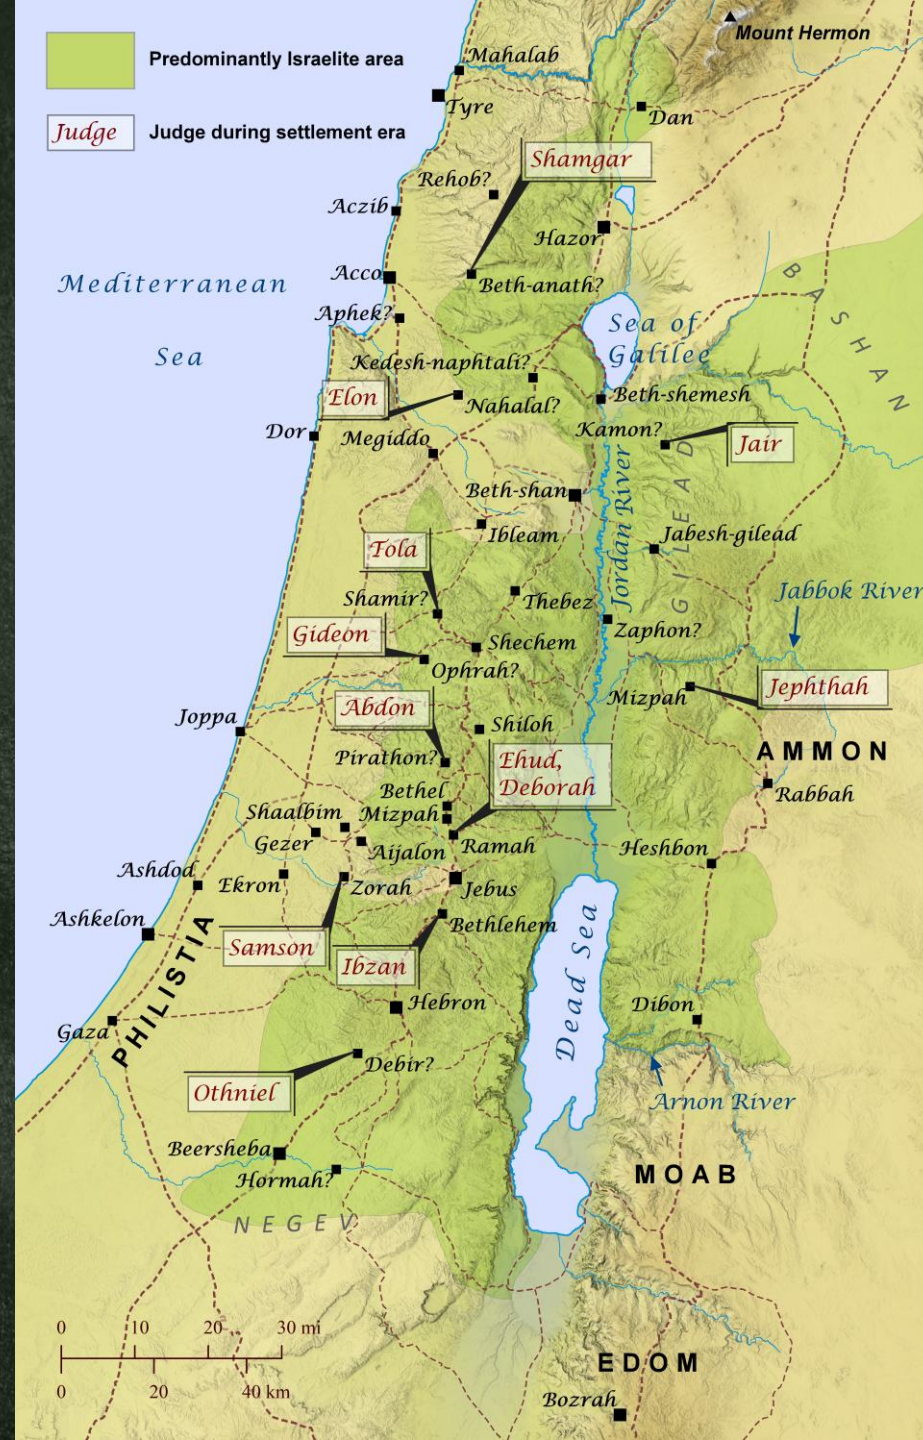 Predominantly Israelite area
Judge
Judge during settlement era
Mount Hermon
Mahalab
Tyre
Dan
Shamgar
Rehob?
Aczib
Hazor
Acco
Beth-anath?
Mediterranean
Sea
Aphek?
Sea of
Galilee
BASHAN
Kedesh-naphtali?
Elon
Nahalal?
Beth-shemesh
Dor
Megiddo
Kamon?
Jair
Beth-shan
Ibleam
Jordan River
GILEAD
Jabesh-gilead
Tola
Shamir?
Thebez
Jabbok River
Zaphon?
Gideon
Shechem
Ophrah?
Mizpah
Jephthah
Abdon
Joppa
Shiloh
Pirathon?
Ehud,
Deborah
AMMON
Bethel
Rabbah
Mizpah
Shaalbim
Gezer
Aijalon
Ramah
Heshbon
Ashdod
Ekron
Zorah
Jebus
Ashkelon
Bethlehem
Samson
Ibzan
PHILISTIA
Dead Sea
Hebron
Dibon
Gaza
Debir?
Othniel
Arnon River
Beersheba
Hormah?
MOAB
NEGEV
0 10 20 30 mi
0 20 40 km
EDOM
Bozrah